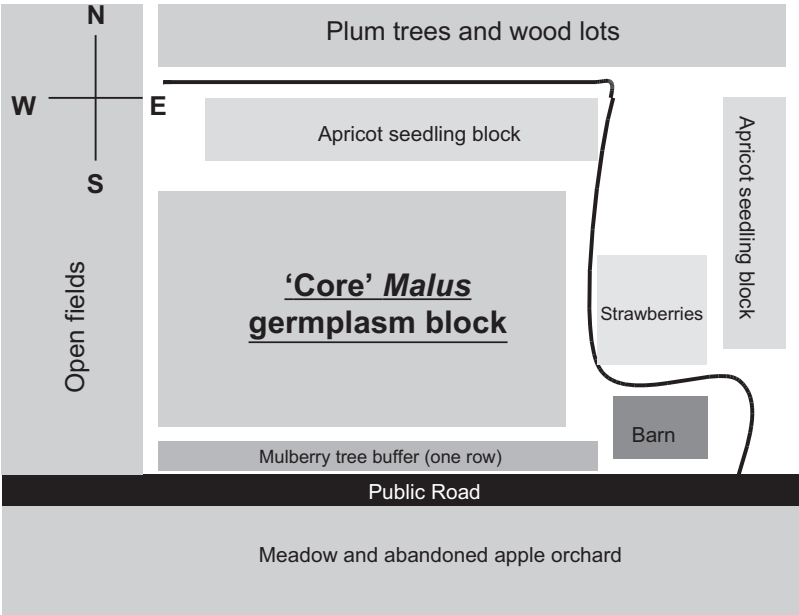 N
Plum trees and wood lots
W
E
Apricot seedling block
Apricot seedling block
S
‘Core’ Malus
germplasm block
Open fields
Strawberries
Barn
Mulberry tree buffer (one row)
Public Road
Meadow and abandoned apple orchard